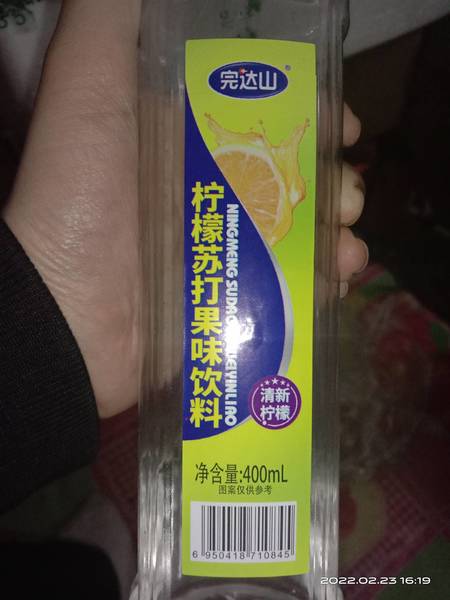 完达山
®
柠檬苏打果味饮料
NINGMENG SUDAGUOWEIYINLIAO
清新
柠檬
净含量:400mL
图案仅供参考
6 950418 710845
2022.02.23 16:19